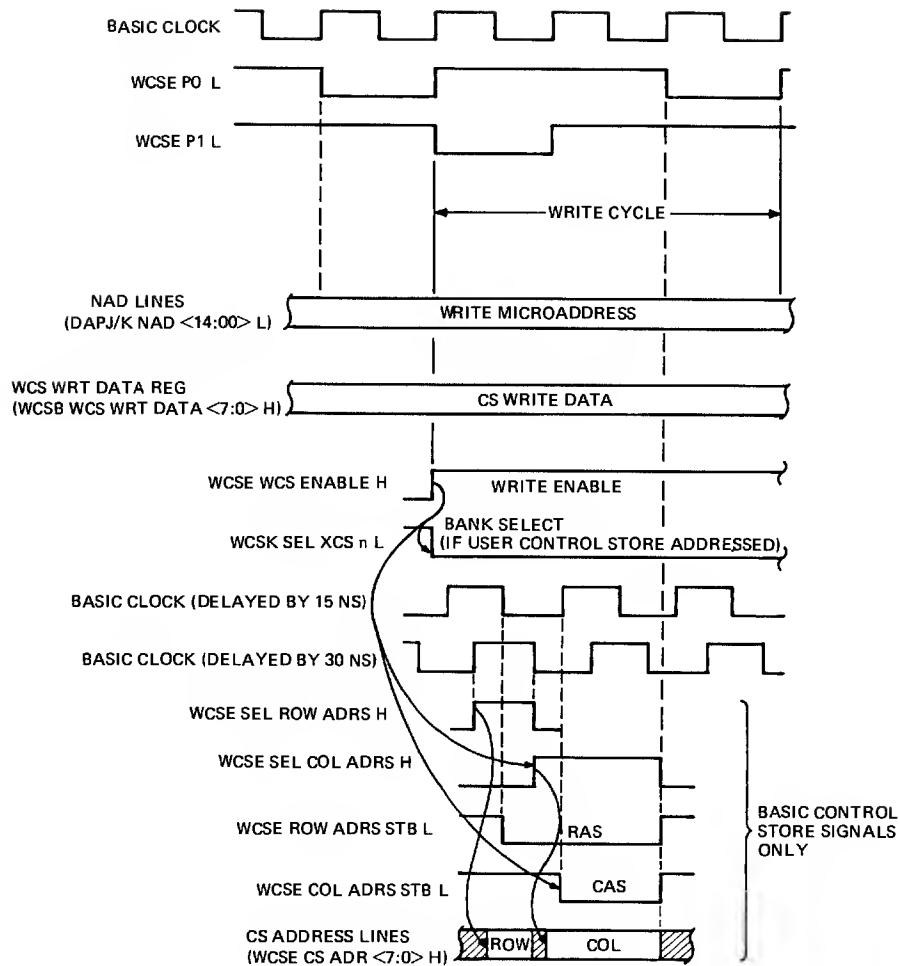 BASIC CLOCK
WCSE P0 L
WCSE P1 L
WRITE CYCLE
NAD LINES
(DAPJ/K NAD <14:00> L)
WRITE MICROADDRESS
WCS WRT DATA REG
(WCSB WCS WRT DATA <7:0> H)
CS WRITE DATA
WCSE WCS ENABLE H
WRITE ENABLE
WCSK SEL XCS n L
BANK SELECT
(IF USER CONTROL STORE ADDRESSED)
BASIC CLOCK (DELAYED BY 15 NS)
BASIC CLOCK (DELAYED BY 30 NS)
WCSE SEL ROW ADRS H
WCSE SEL COL ADRS H
WCSE ROW ADRS STB L
RAS
WCSE COL ADRS STB L
CAS
CS ADDRESS LINES
(WCSE CS ADR <7:0> H)
ROW
COL
BASIC CONTROL
STORE SIGNALS
ONLY